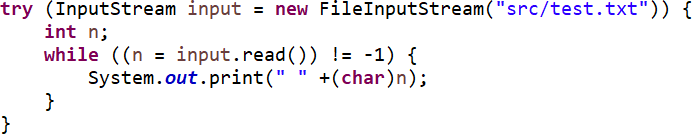 try (InputStream input = new FileInputStream("src/test.txt")) {
    int n;
    while ((n = input.read()) != -1) {
        System.out.print(" " +(char)n);
    }
}